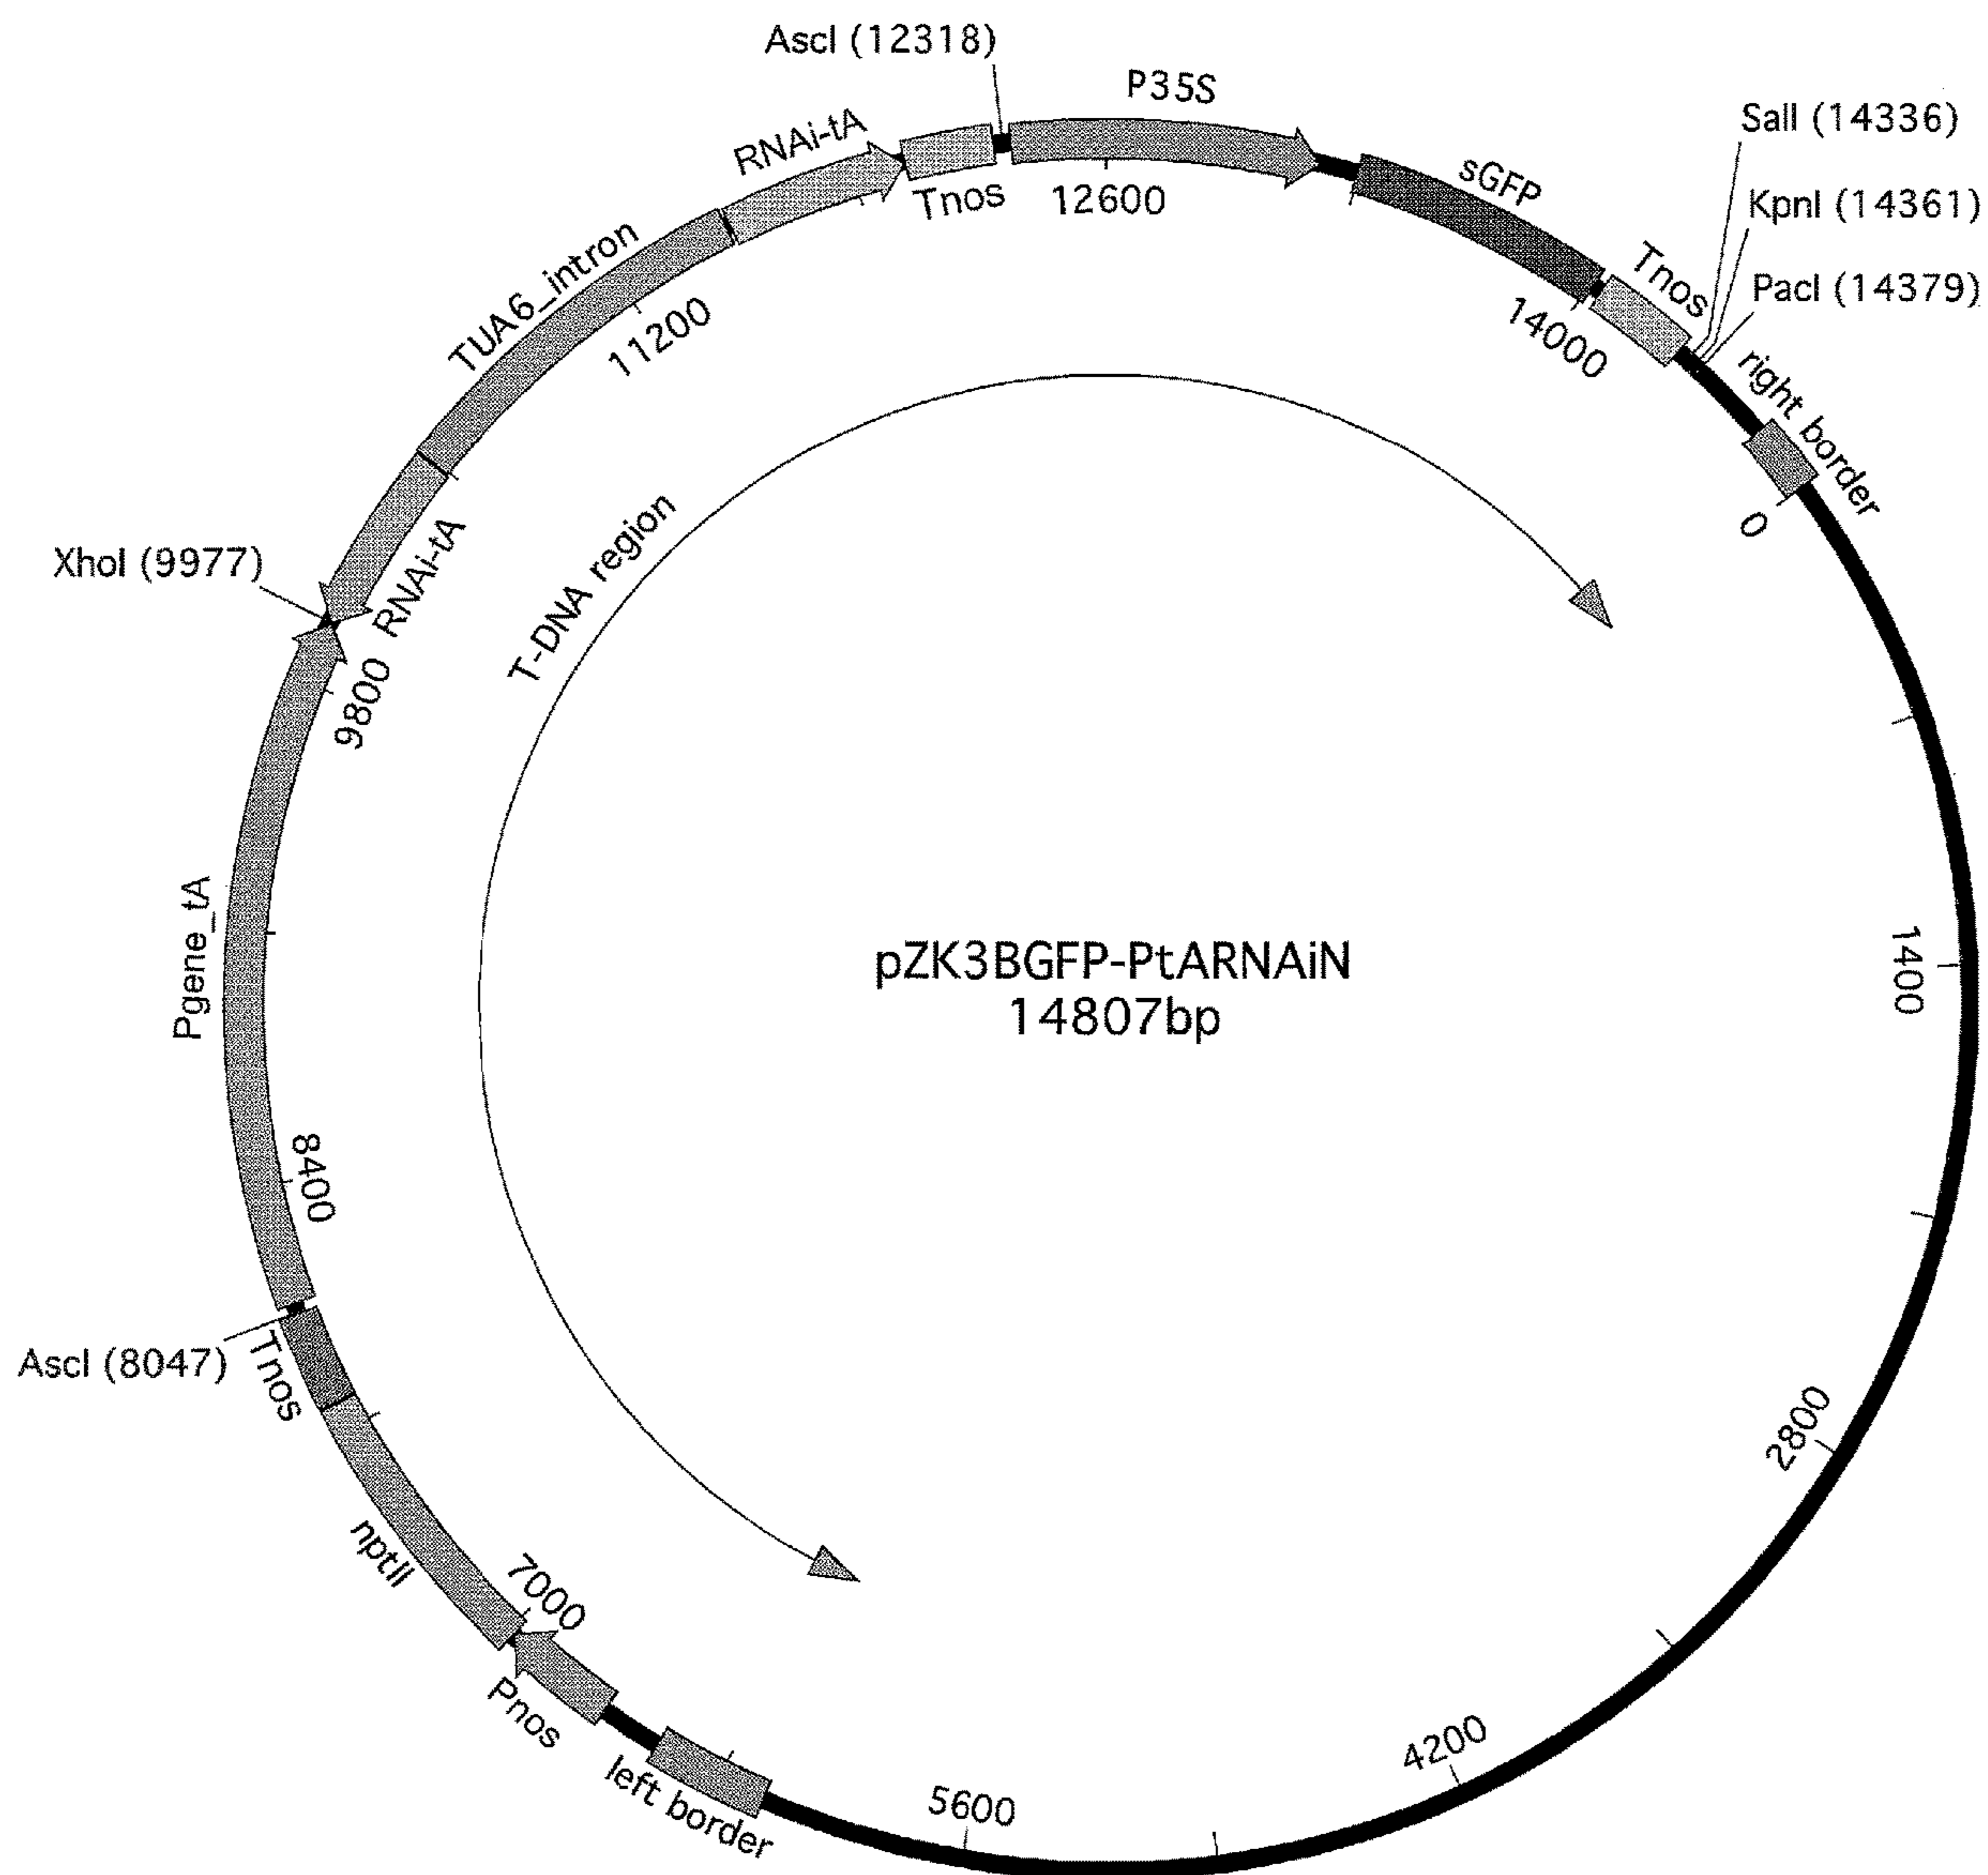 AscI (12318)
P35S
SalI (14336)
RNAi-tA
sGFP
Tnos
12600
KpnI (14361)
Tnos
TUA6_intron
PacI (14379)
11200
14000
right border
T-DNA region
0
XhoI (9977)
RNAi-tA
9800
pZK3BGFP-PtARNAiN
14807bp
Pgene_tA
1400
8400
AscI (8047)
Tnos
2800
nptII
7000
Pnos
left border
4200
5600